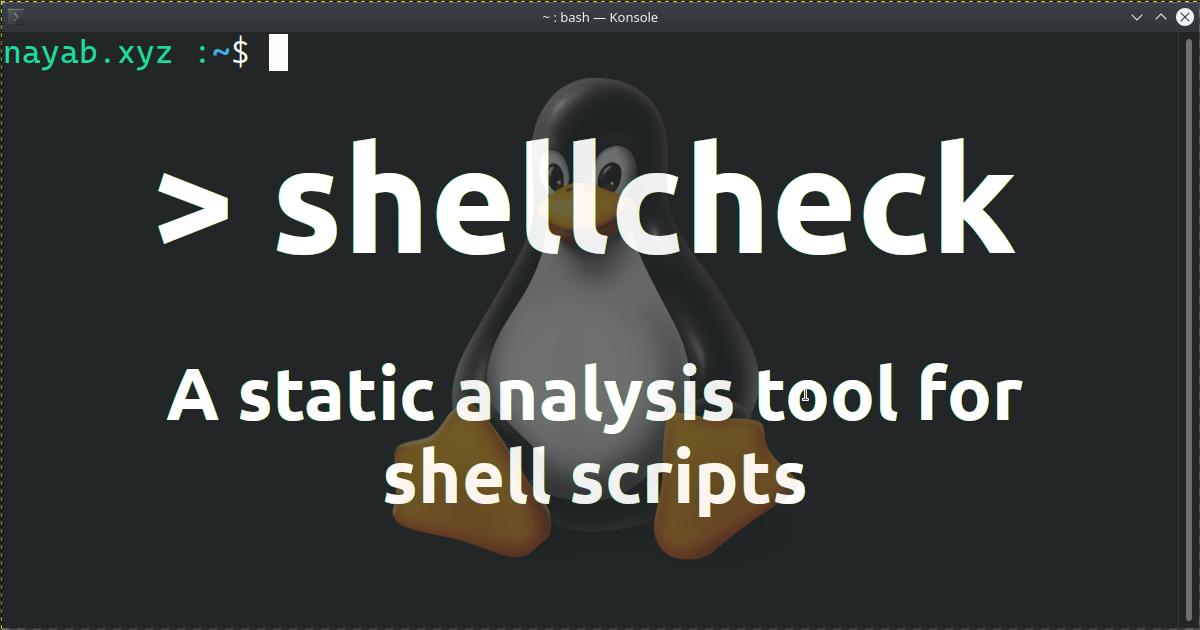 ~ : bash — Konsole
nayab.xyz :~$
> shellcheck
A static analysis tool for
shell scripts